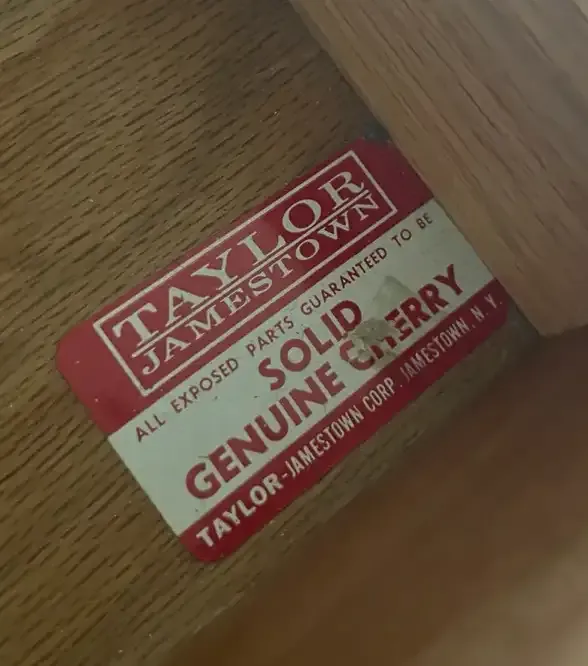 TAYLOR
JAMESTOWN
ALL EXPOSED PARTS GUARANTEED TO BE
SOLID
GENUINE CHERRY
TAYLOR-JAMESTOWN CORP. JAMESTOWN, N.Y.